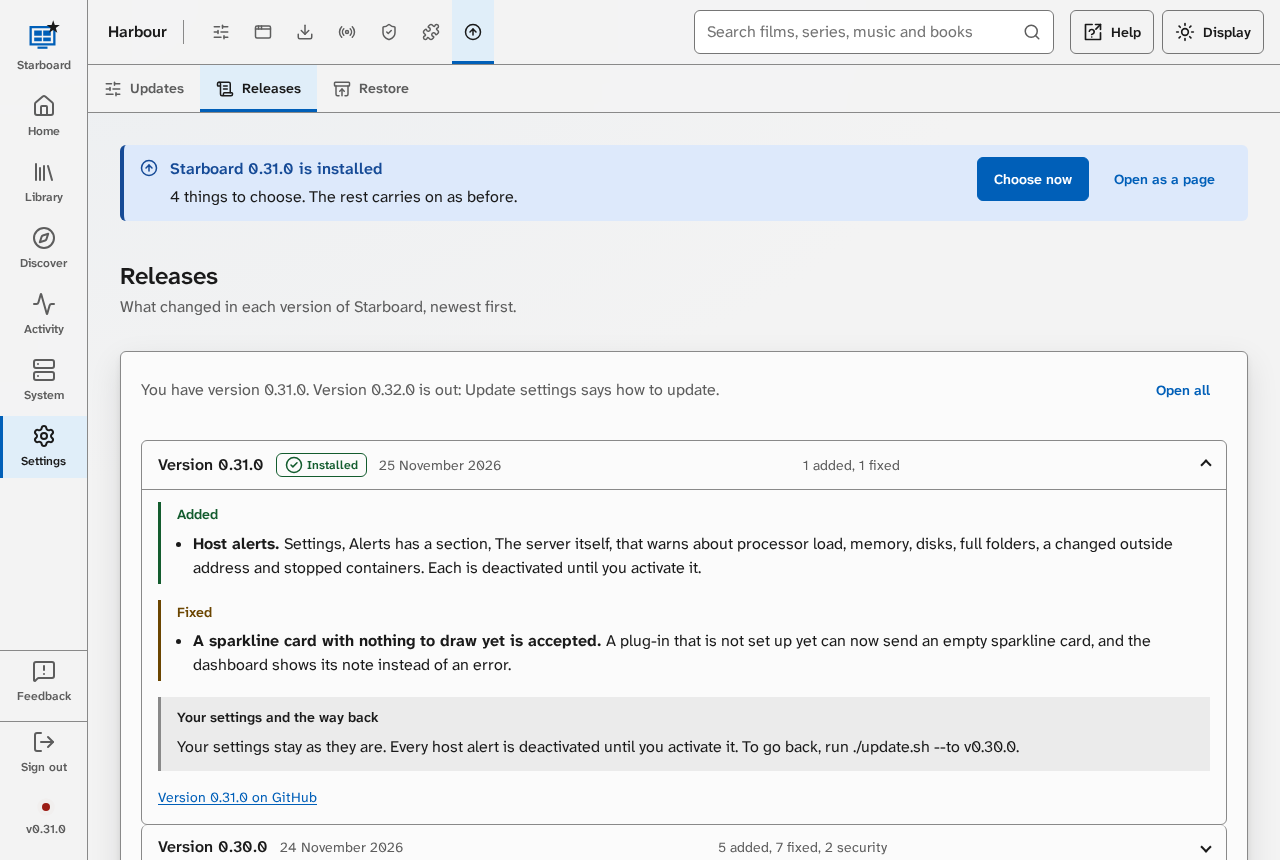 Starboard
Home
Library
Discover
Activity
System
Settings
Feedback
Sign out
v0.31.0
Harbour
Search films, series, music and books
Help
Display
Updates
Releases
Restore
Starboard 0.31.0 is installed
4 things to choose. The rest carries on as before.
Choose now
Open as a page
Releases
What changed in each version of Starboard, newest first.
You have version 0.31.0. Version 0.32.0 is out: Update settings says how to update.
Open all
Version 0.31.0 Installed 25 November 2026 1 added, 1 fixed
Added
• Host alerts. Settings, Alerts has a section, The server itself, that warns about processor load, memory, disks, full folders, a changed outside
address and stopped containers. Each is deactivated until you activate it.
Fixed
• A sparkline card with nothing to draw yet is accepted. A plug-in that is not set up yet can now send an empty sparkline card, and the
dashboard shows its note instead of an error.
Your settings and the way back
Your settings stay as they are. Every host alert is deactivated until you activate it. To go back, run ./update.sh --to v0.30.0.
Version 0.31.0 on GitHub
Version 0.30.0 24 November 2026 5 added, 7 fixed, 2 security